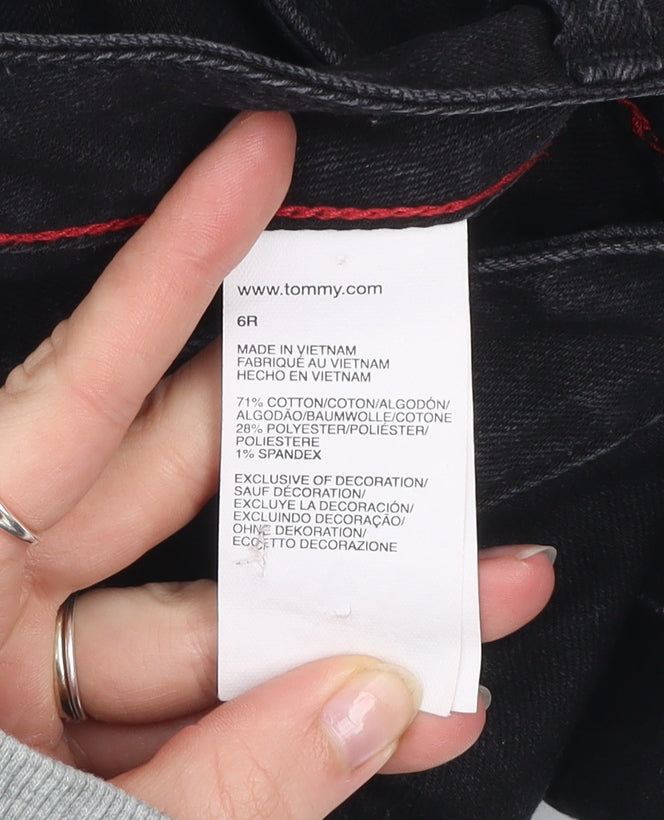 www.tommy.com
6R
MADE IN VIETNAM
FABRIQUÉ AU VIETNAM
HECHO EN VIETNAM
71% COTTON/COTON/ALGODÓN/
ALGODÃO/BAUMWOLLE/COTONE
28% POLYESTER/POLIÉSTER/
POLIESTERE
1% SPANDEX
EXCLUSIVE OF DECORATION/
SAUF DÉCORATION/
EXCLUYE LA DECORACIÓN/
EXCLUINDO DECORAÇÃO/
OHNE DEKORATION/
ECCETTO DECORAZIONE